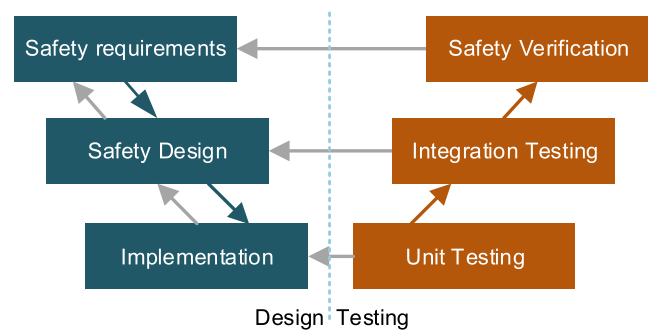 Safety requirements
Safety Verification
Safety Design
Integration Testing
Implementation
Unit Testing
Design
Testing